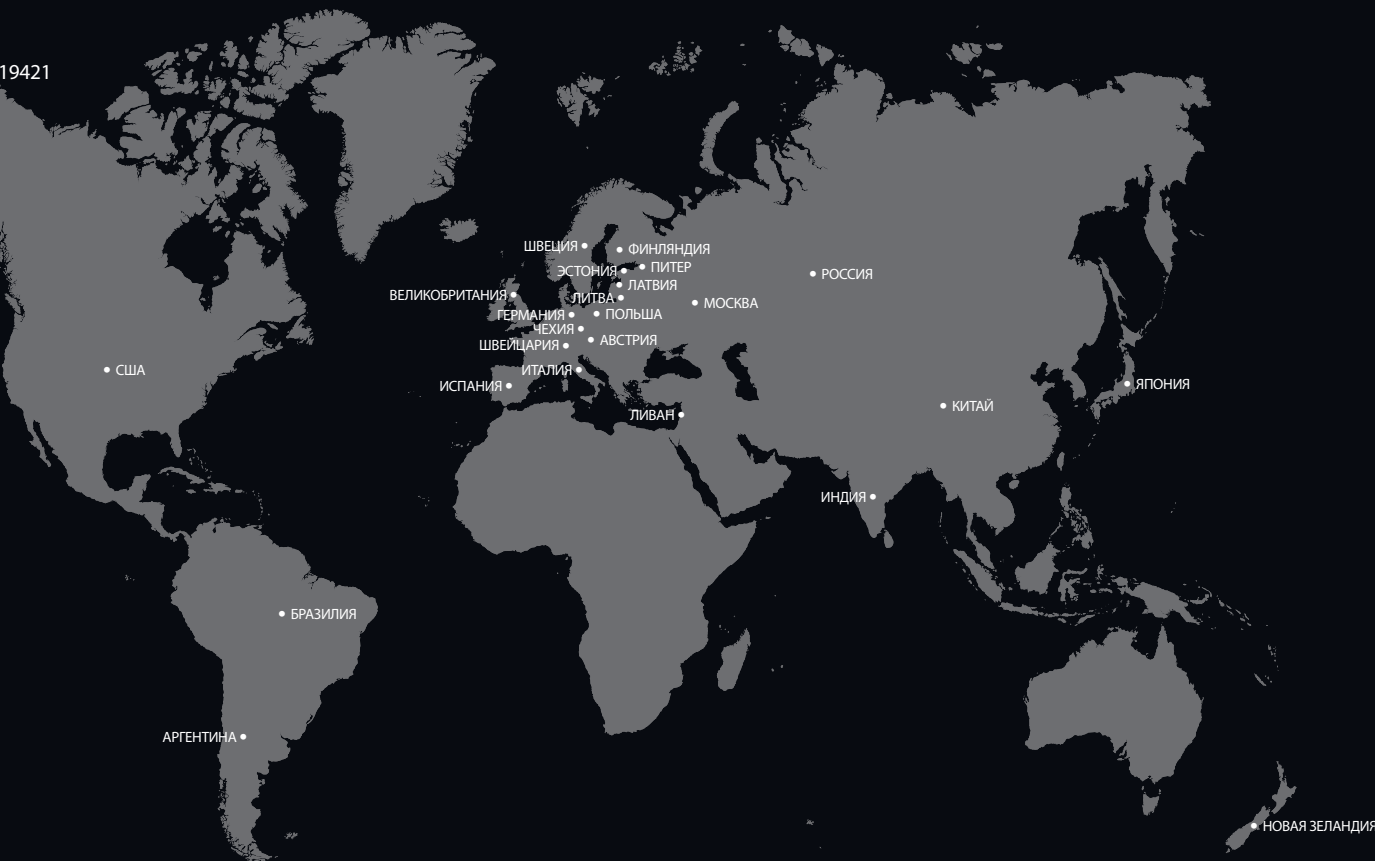 19421
ШВЕЦИЯ
ФИНЛЯНДИЯ
ЭСТОНИЯ
ПИТЕР
РОССИЯ
ЛАТВИЯ
ВЕЛИКОБРИТАНИЯ
ЛИТВА
МОСКВА
ГЕРМАНИЯ
ПОЛЬША
ЧЕХИЯ
АВСТРИЯ
ШВЕЙЦАРИЯ
США
ИТАЛИЯ
ИСПАНИЯ
ЯПОНИЯ
КИТАЙ
ЛИВАН
ИНДИЯ
БРАЗИЛИЯ
АРГЕНТИНА
НОВАЯ ЗЕЛАНДИЯ